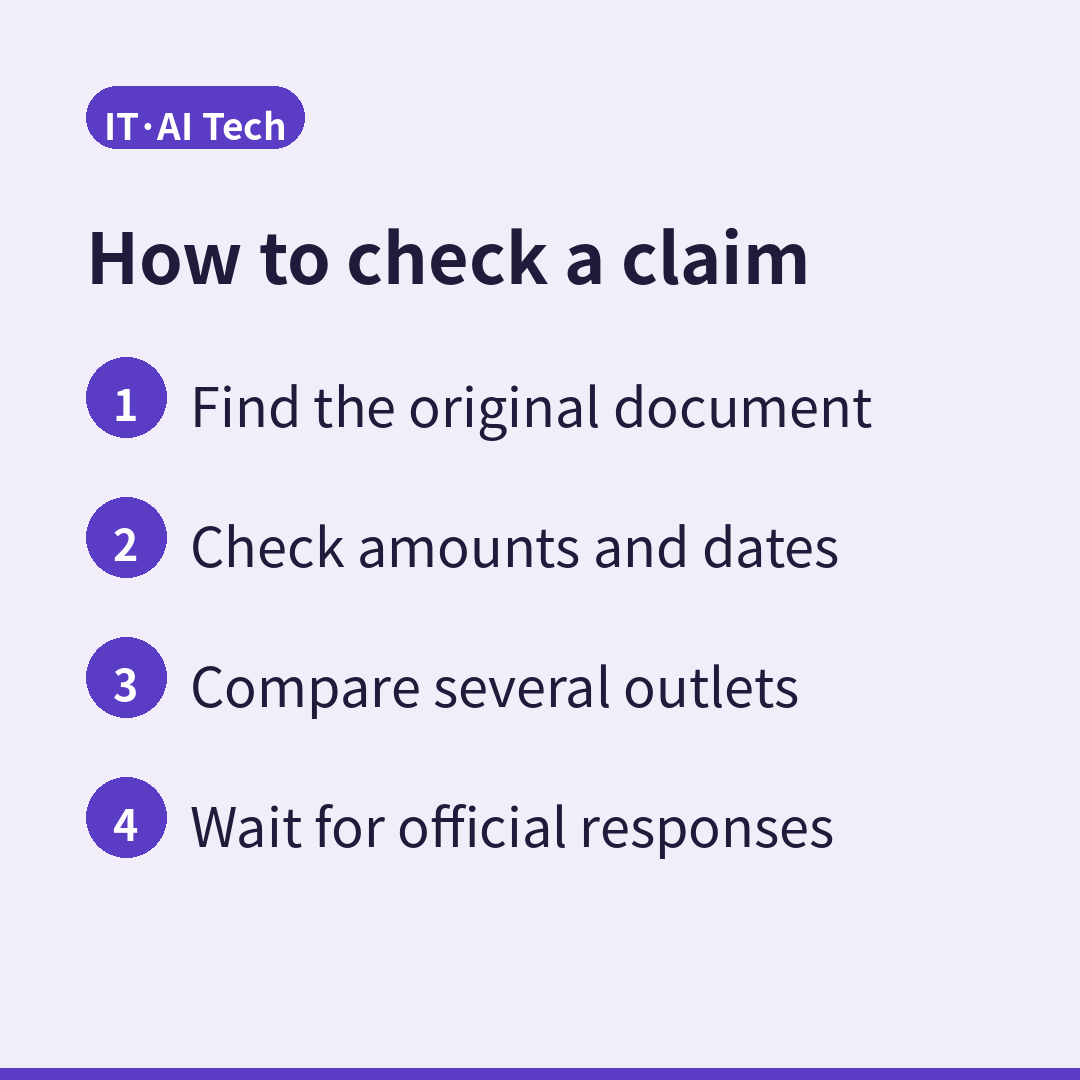 IT·AI Tech
How to check a claim
1 Find the original document
2 Check amounts and dates
3 Compare several outlets
4 Wait for official responses